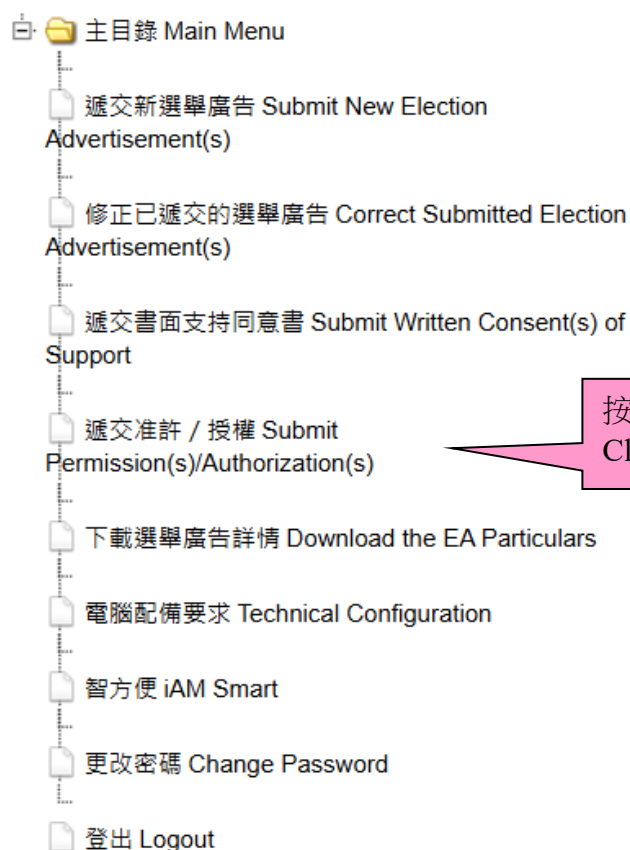 主目錄 Main Menu
遞交新選舉廣告 Submit New Election
Advertisement(s)
修正已遞交的選舉廣告 Correct Submitted Election
Advertisement(s)
遞交書面支持同意書 Submit Written Consent(s) of
Support
遞交准許 / 授權 Submit
Permission(s)/Authorization(s)
按
下載選舉廣告詳情 Download the EA Particulars
電腦配備要求 Technical Configuration
智方便 iAM Smart
更改密碼 Change Password
登出 Logout